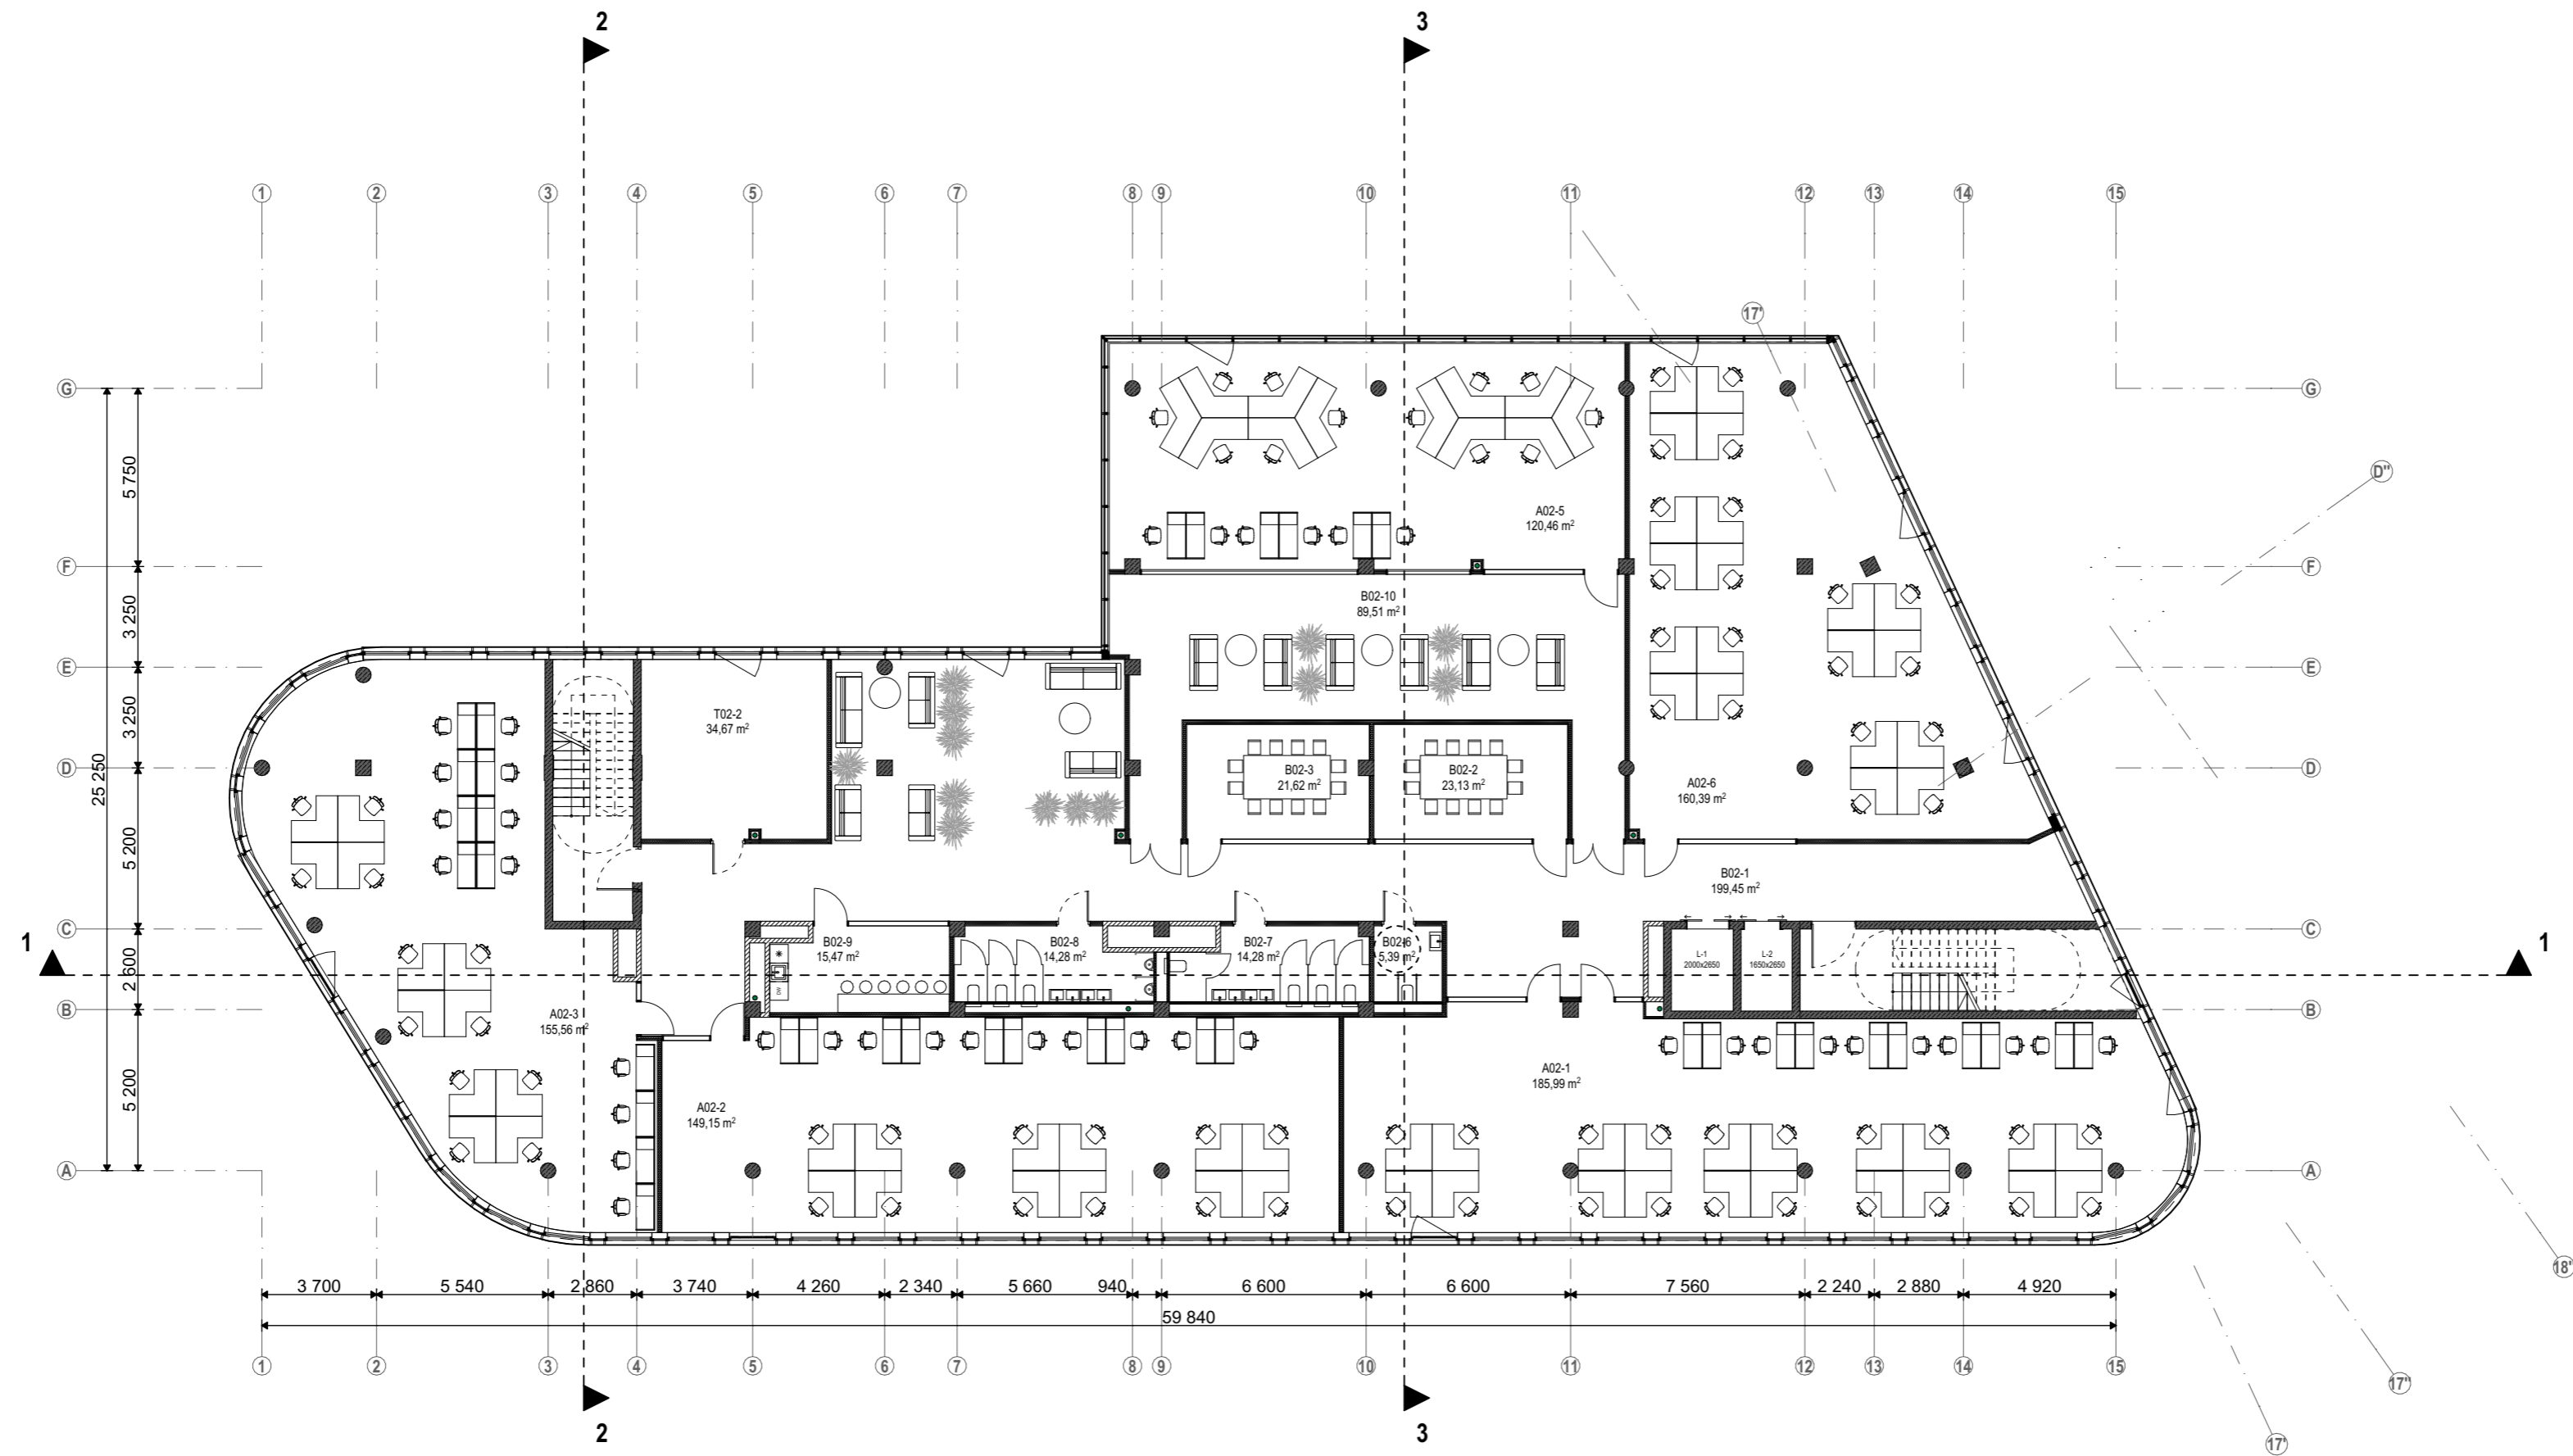 2
3
1 2 3 4 5 6 7 8 9 10 11 12 13 14 15
17'
G
G
D"
5 750
A02-5
120,46 m²
F
F
B02-10
89,51 m²
3 250
E
E
T02-2
34,67 m²
3 250
25 250
D
D
B02-3
21,62 m²
B02-2
23,13 m²
A02-6
160,39 m²
5 200
B02-1
199,45 m²
C
C
1
1
B02-9
15,47 m²
B02-8
14,28 m²
B02-7
14,28 m²
B02-6
5,39 m²
L-1
2000x2650
L-2
1650x2650
DW
2 600
B
B
A02-3
155,56 m²
A02-1
185,99 m²
5 200
A02-2
149,15 m²
A
A
18'
3 700 5 540 2 860 3 740 4 260 2 340 5 660 940 6 600 6 600 7 560 2 240 2 880 4 920
59 840
1 2 3 4 5 6 7 8 9 10 11 12 13 14 15
17"
2
3
17'